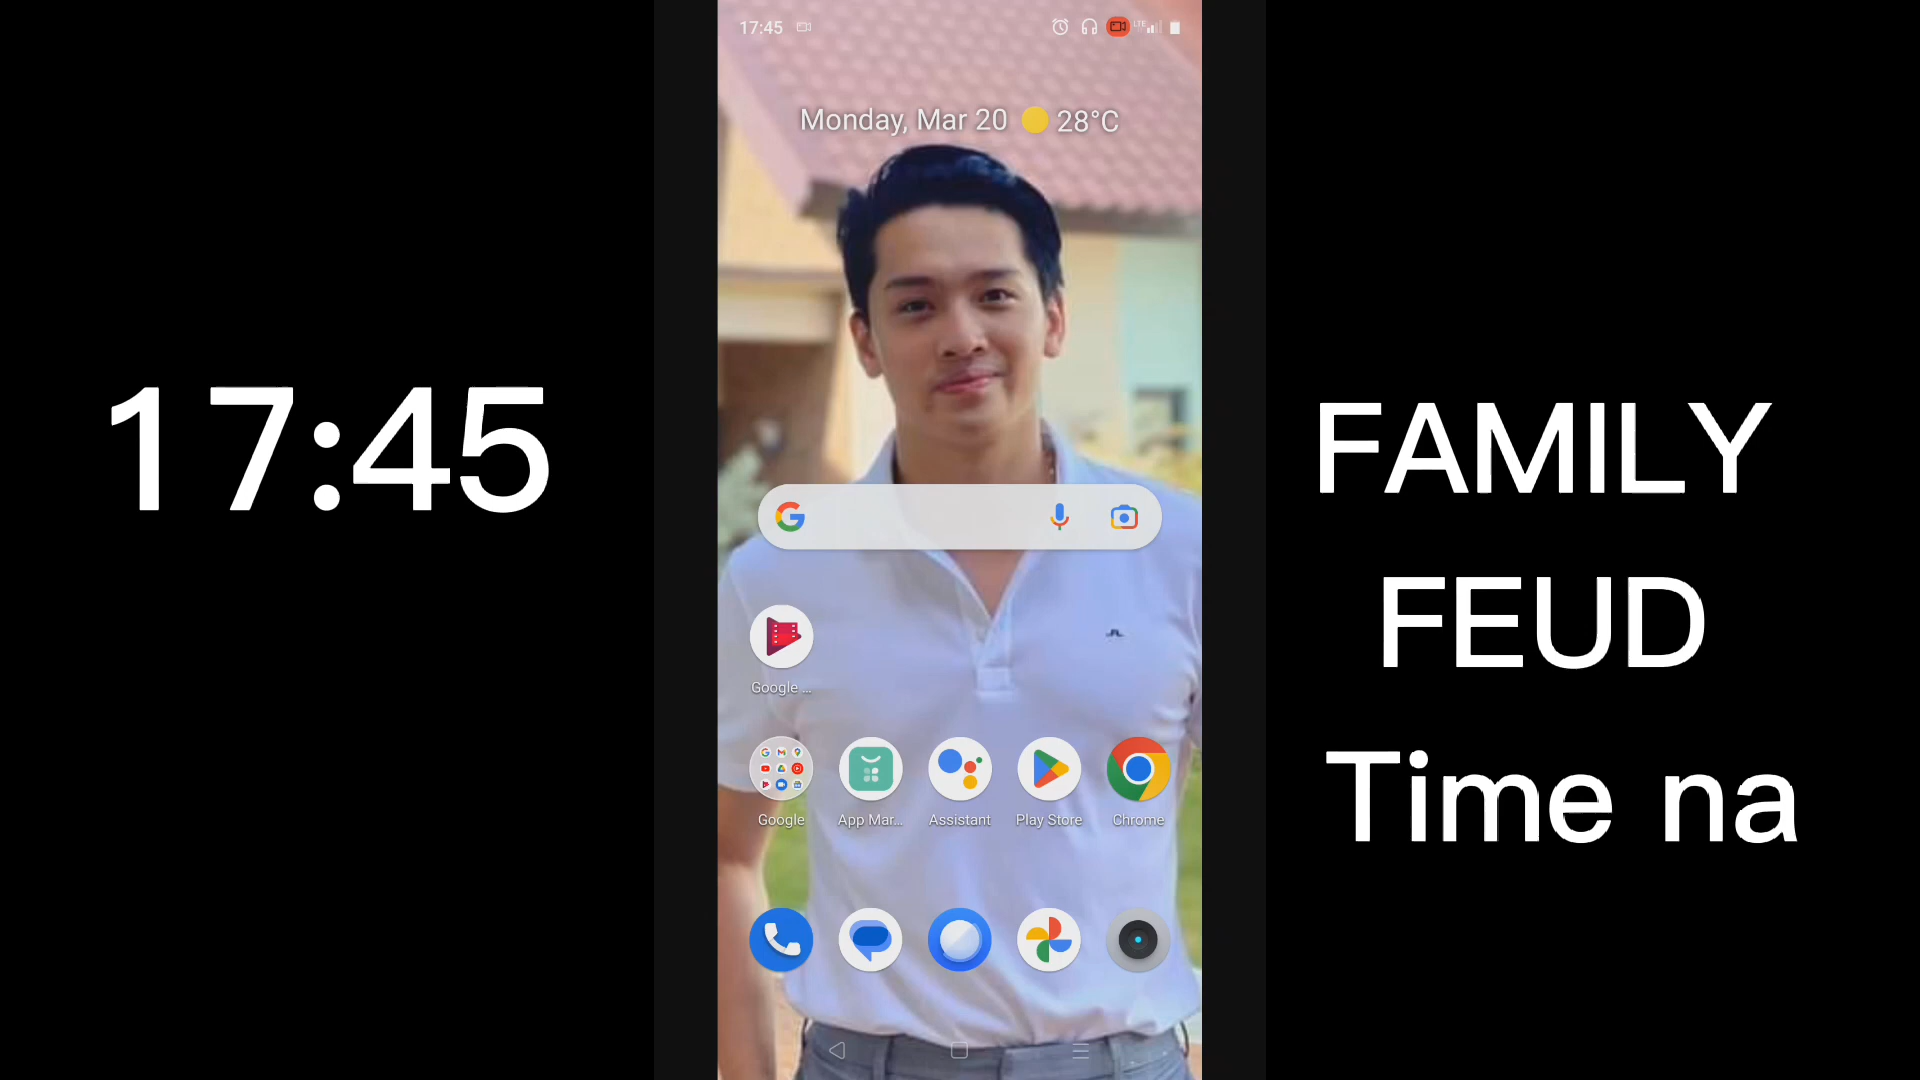 17:45
LTE
Monday, Mar 20 28°C
17:45
FAMILY
FEUD
Time na
Google ...
Google
App Mar...
Assistant
Play Store
Chrome